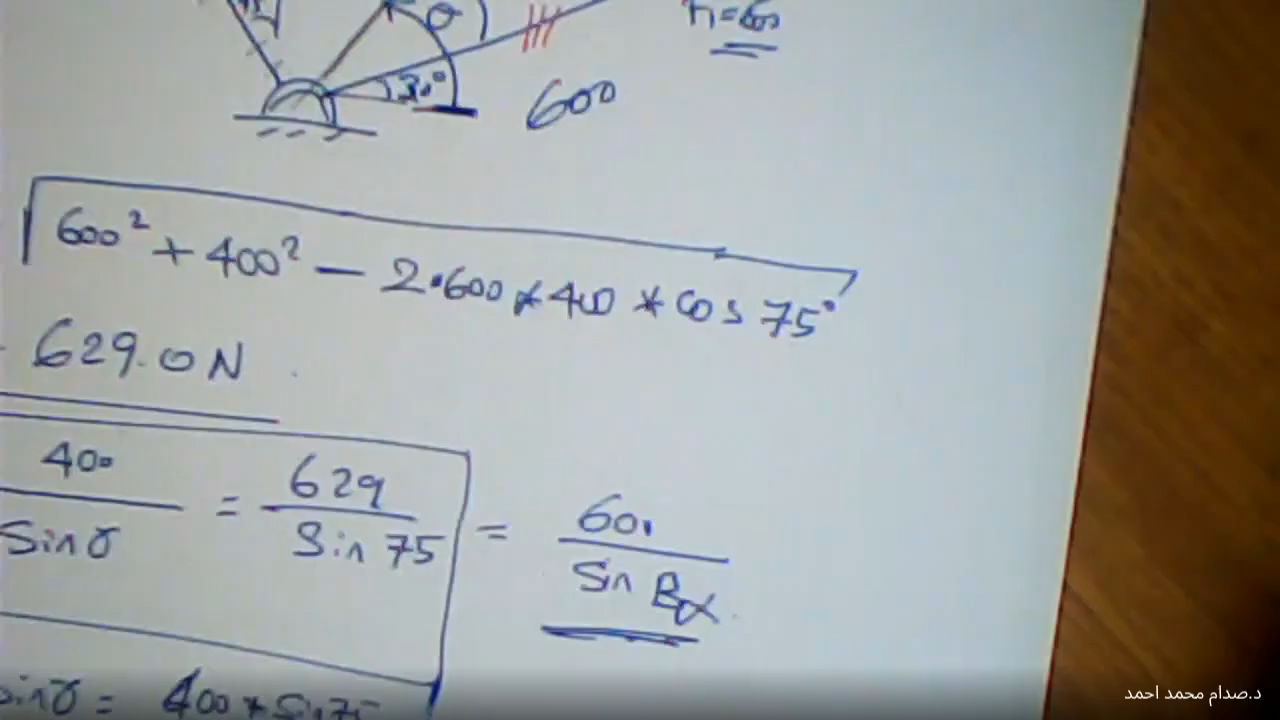 θ
30°
600
√600² + 400² – 2*600*400*cos 75°
629.0 N
400/Sin γ = 629/Sin 75 = 600/Sin Bα
Sin γ = 400 * Sin 75
د.صدام محمد احمد